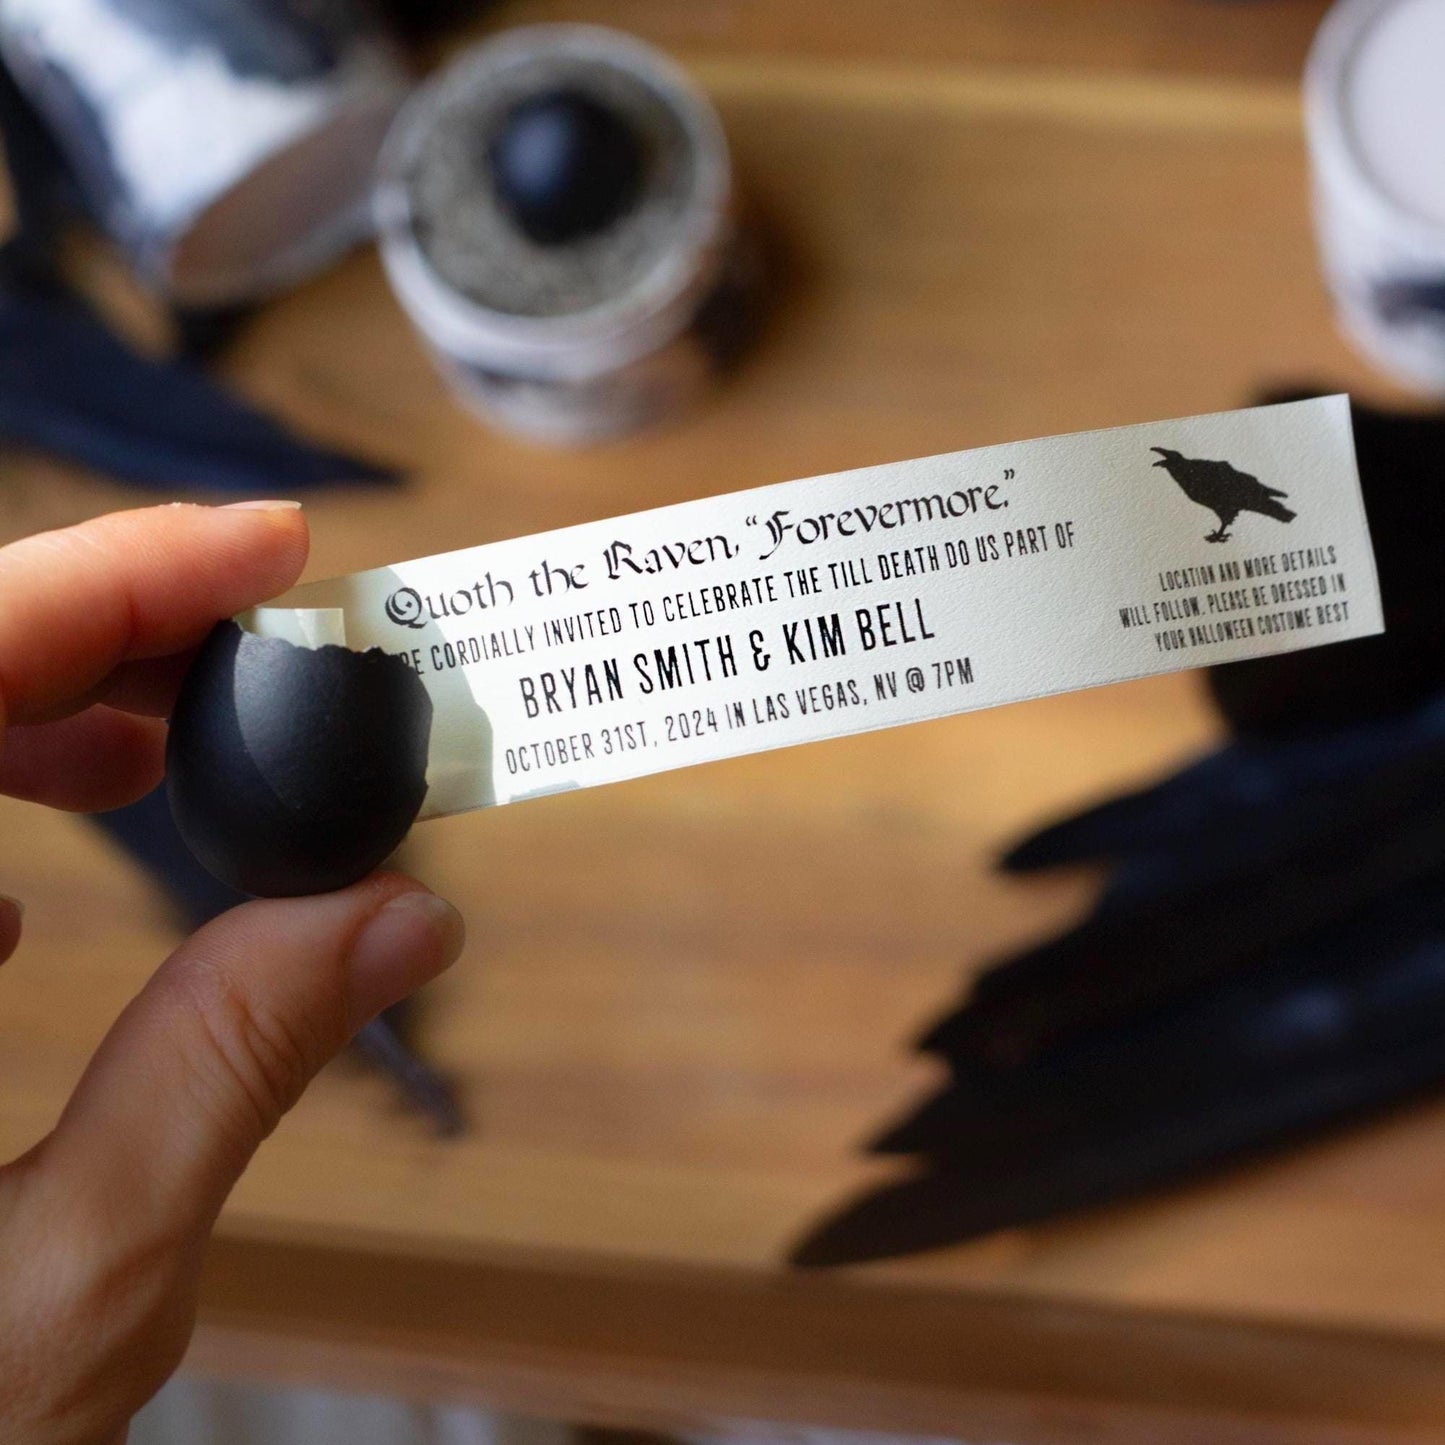 Quoth the Raven, “Forevermore.”
RE CORDIALLY INVITED TO CELEBRATE THE TILL DEATH DO US PART OF
BRYAN SMITH & KIM BELL
OCTOBER 31ST, 2024 IN LAS VEGAS, NV @ 7PM
LOCATION AND MORE DETAILS
WILL FOLLOW. PLEASE BE DRESSED IN
YOUR HALLOWEEN COSTUME BEST